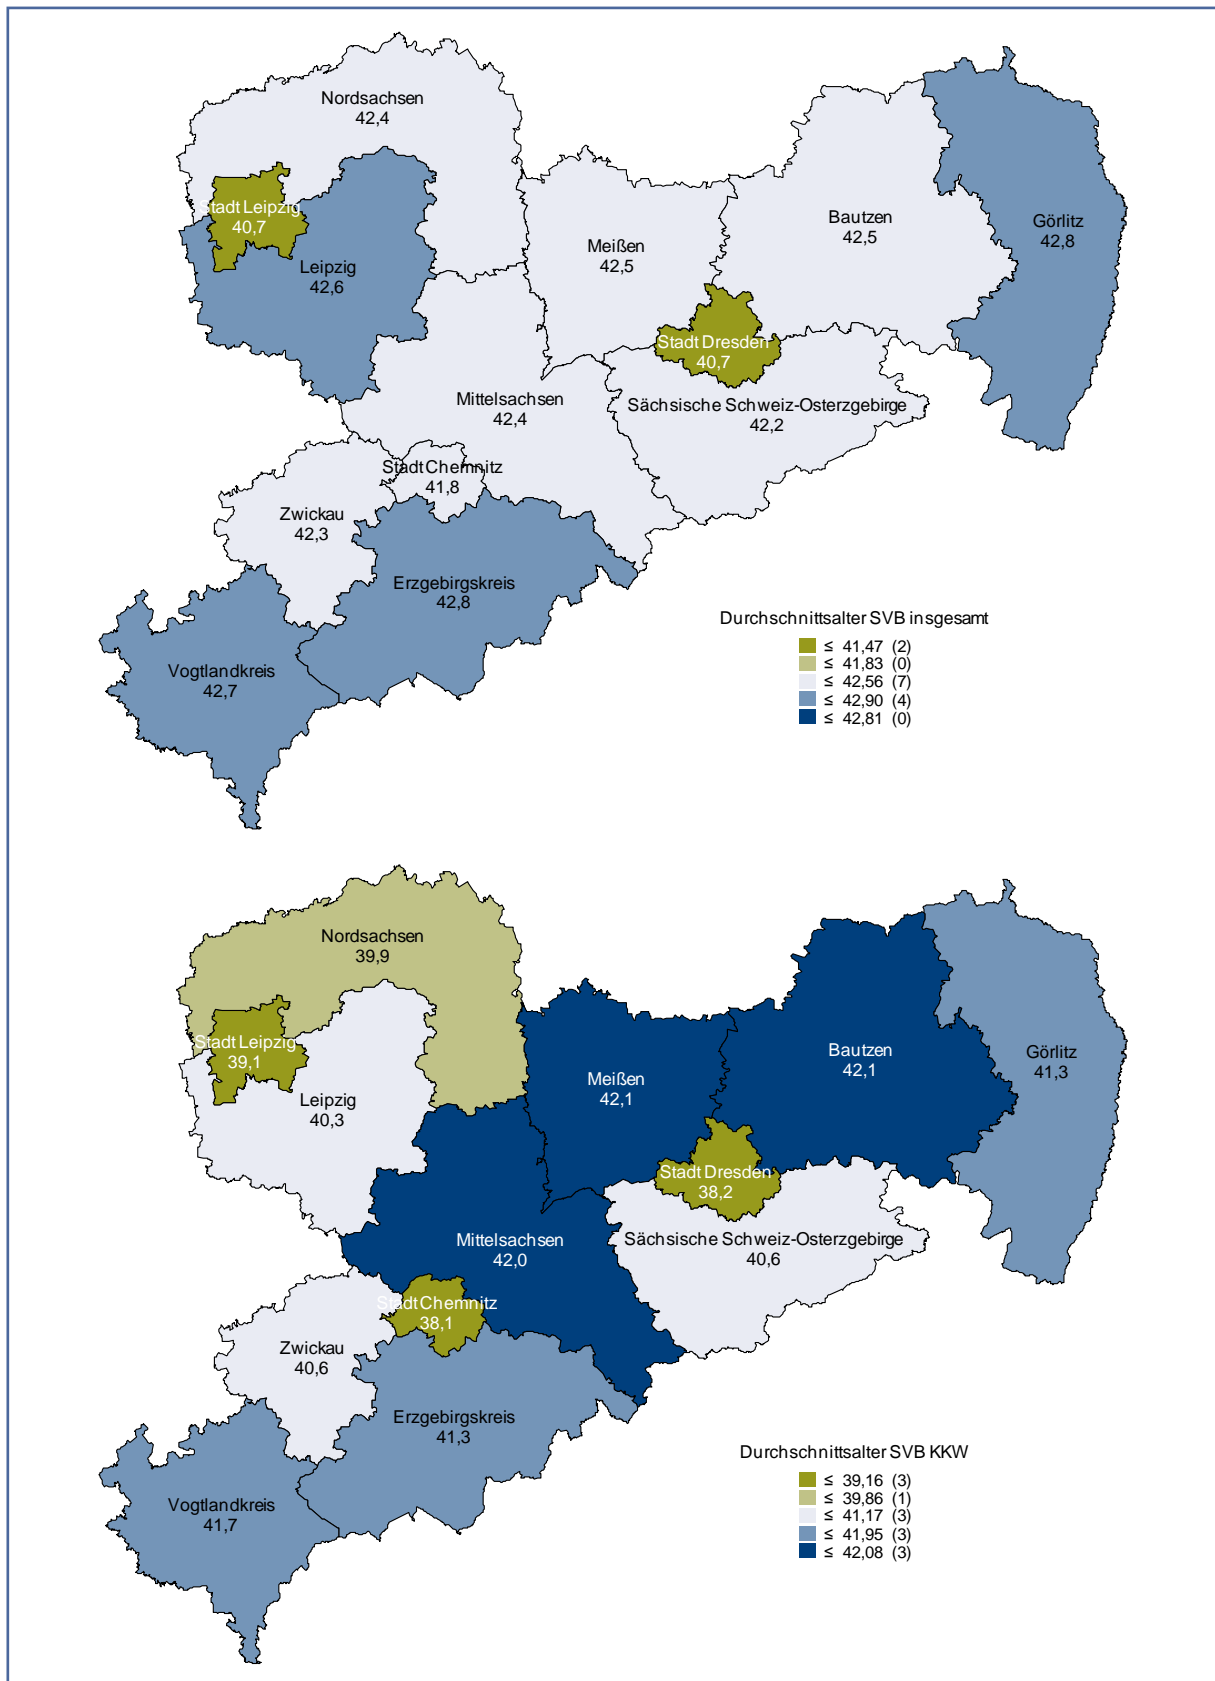 Nordsachsen
42,4
Stadt Leipzig
40,7
Leipzig
42,6
Meißen
42,5
Bautzen
42,5
Görlitz
42,8
Stadt Dresden
40,7
Mittelsachsen
42,4
Sächsische Schweiz-Osterzgebirge
42,2
Stadt Chemnitz
41,8
Zwickau
42,3
Erzgebirgskreis
42,8
Vogtlandkreis
42,7
Durchschnittsalter SVB insgesamt
≤ 41,47 (2)
≤ 41,83 (0)
≤ 42,56 (7)
≤ 42,90 (4)
≤ 42,81 (0)
Nordsachsen
39,9
Stadt Leipzig
39,1
Leipzig
40,3
Meißen
42,1
Bautzen
42,1
Görlitz
41,3
Stadt Dresden
38,2
Mittelsachsen
42,0
Sächsische Schweiz-Osterzgebirge
40,6
Stadt Chemnitz
38,1
Zwickau
40,6
Erzgebirgskreis
41,3
Vogtlandkreis
41,7
Durchschnittsalter SVB KKW
≤ 39,16 (3)
≤ 39,86 (1)
≤ 41,17 (3)
≤ 41,95 (3)
≤ 42,08 (3)